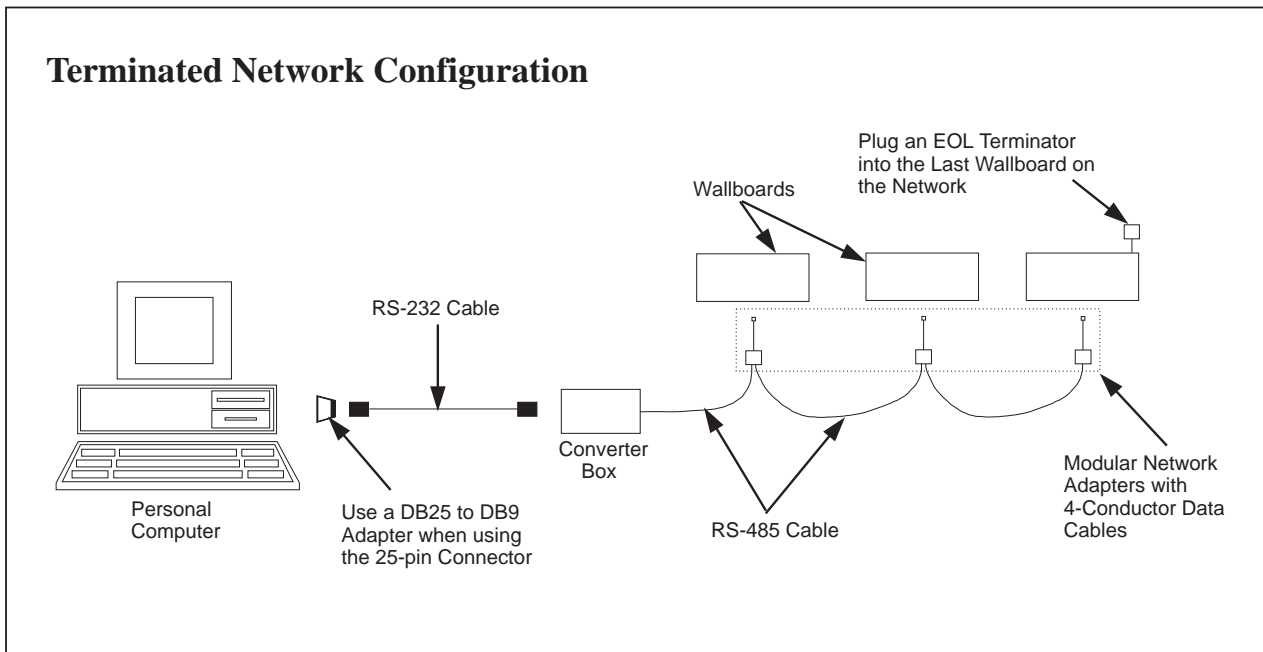 Terminated Network Configuration
Plug an EOL Terminator
into the Last Wallboard on
the Network
Wallboards
RS-232 Cable
Converter
Box
Personal
Computer
Use a DB25 to DB9
Adapter when using
the 25-pin Connector
RS-485 Cable
Modular Network
Adapters with
4-Conductor Data
Cables